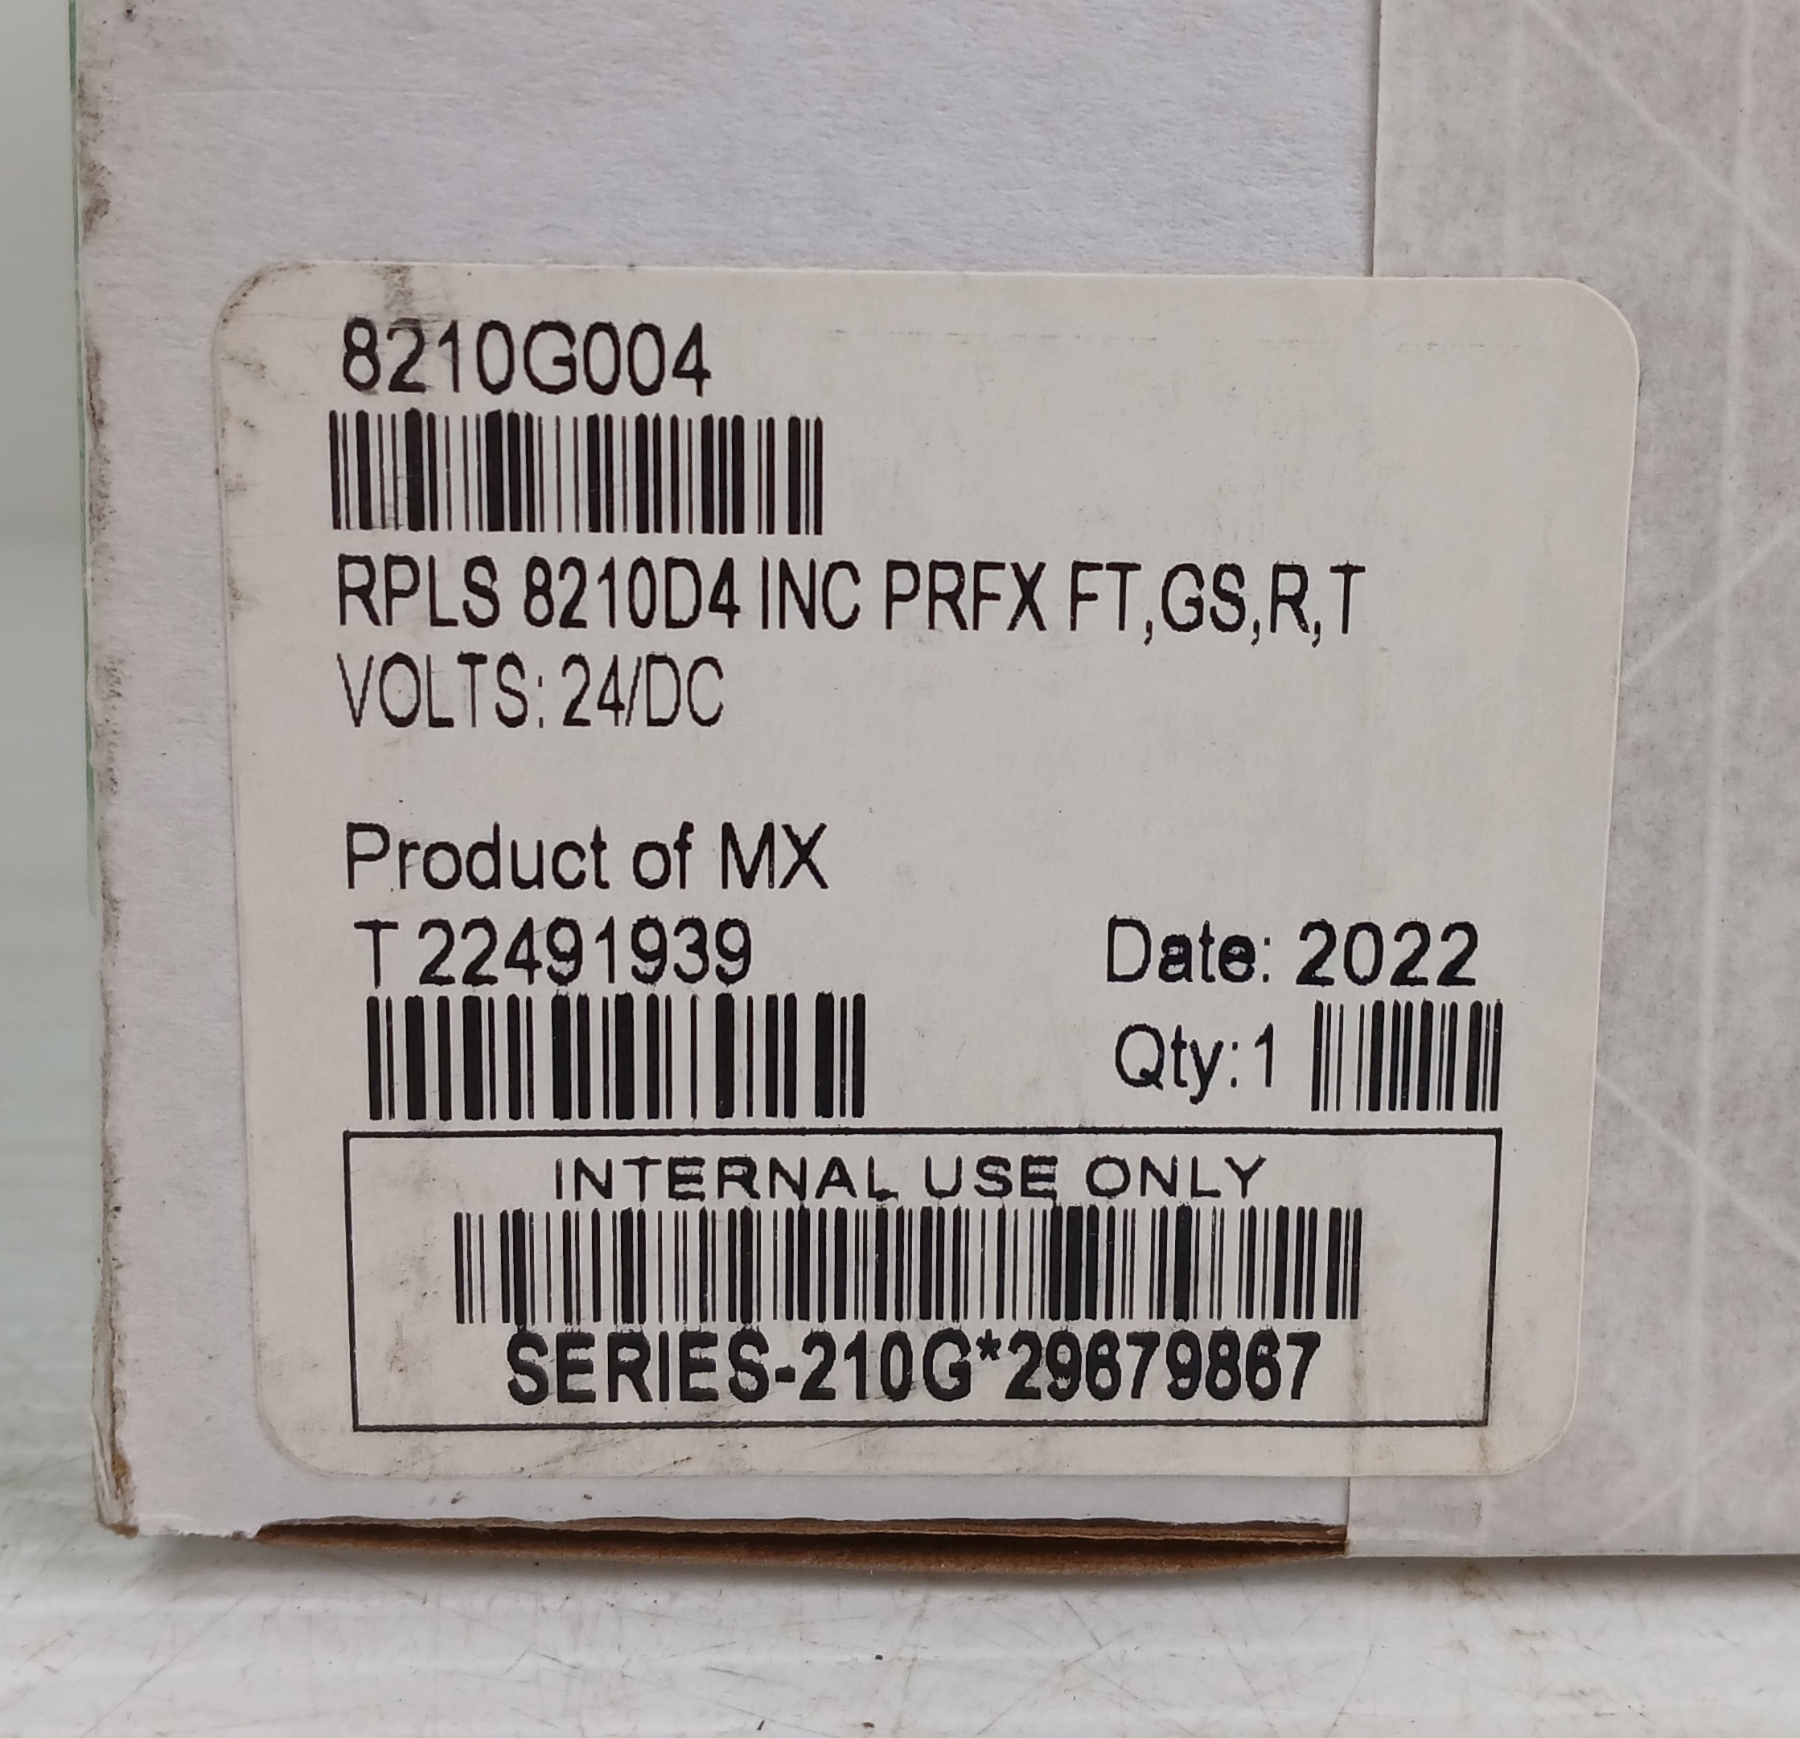 8210G004
RPLS 8210D4 INC PRFX FT,GS,R,T
VOLTS: 24/DC
Product of MX
T 22491939
Date: 2022
Qty:1
INTERNAL USE ONLY
SERIES-210G*29679867